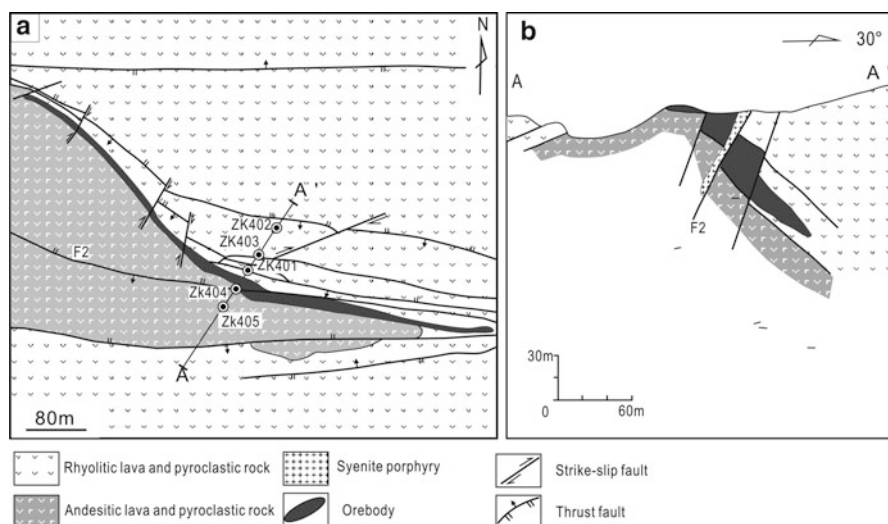 a
N
A'
ZK402
ZK403
ZK401
F2
Zk404
Zk405
A
80m
b
30°
A
A'
F2
30m
0
60m
Rhyolitic lava and pyroclastic rock
Syenite porphyry
Strike-slip fault
Andesitic lava and pyroclastic rock
Orebody
Thrust fault